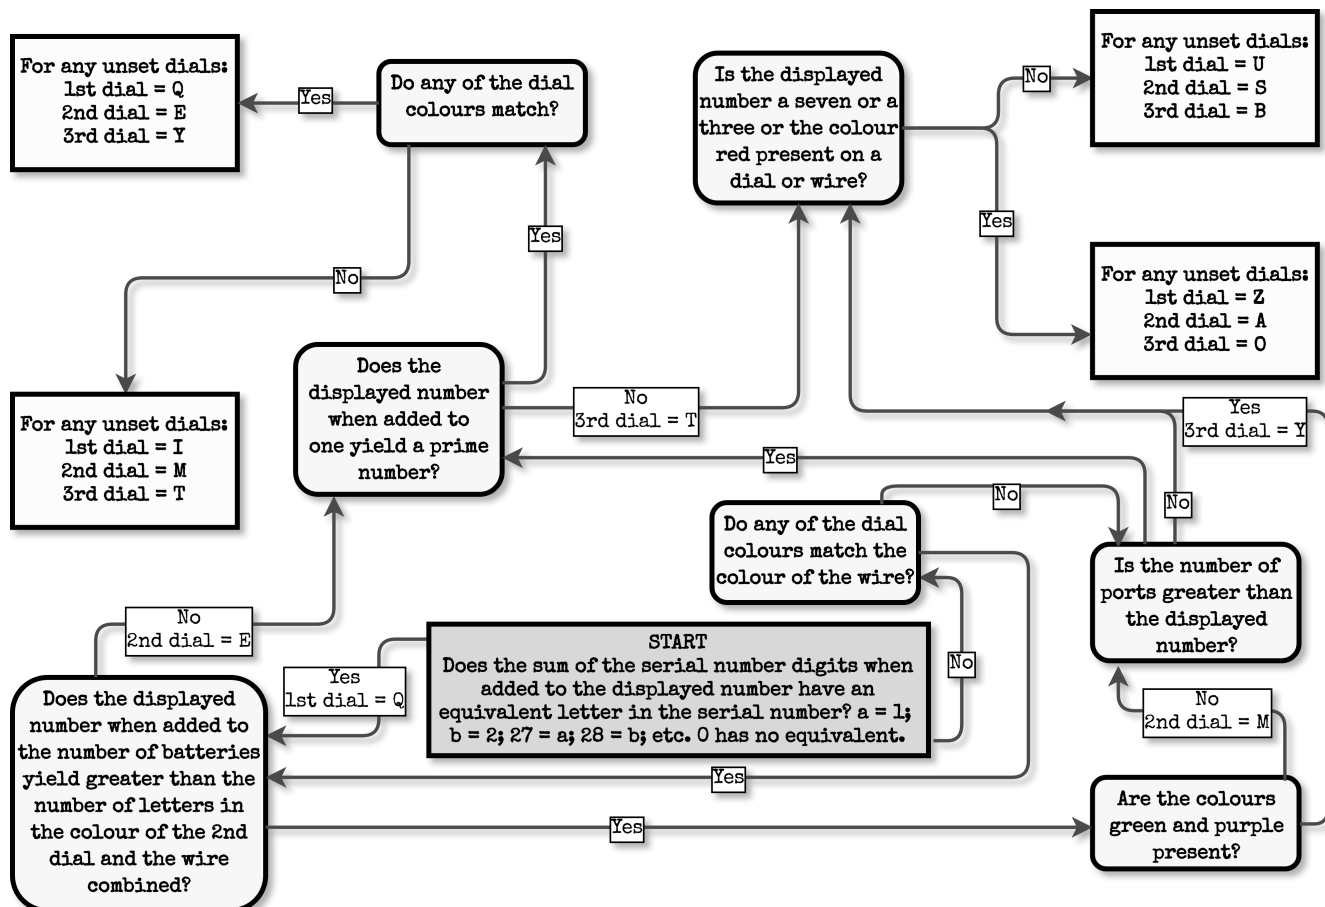 For any unset dials:
1st dial = Q
2nd dial = E
3rd dial = Y
Yes
Do any of the dial
colours match?
Is the displayed
number a seven or a
three or the colour
red present on a
dial or wire?
No
For any unset dials:
1st dial = U
2nd dial = S
3rd dial = B
Yes
No
Yes
For any unset dials:
1st dial = Z
2nd dial = A
3rd dial = O
For any unset dials:
1st dial = I
2nd dial = M
3rd dial = T
Does the
displayed number
when added to
one yield a prime
number?
No
3rd dial = T
Yes
3rd dial = Y
Yes
No
No
Do any of the dial
colours match the
colour of the wire?
Is the number of
ports greater than
the displayed
number?
No
2nd dial = E
Yes
1st dial = Q
START
Does the sum of the serial number digits when
added to the displayed number have an
equivalent letter in the serial number? a = 1;
b = 2; 27 = a; 28 = b; etc. 0 has no equivalent.
No
No
2nd dial = M
Does the displayed
number when added to
the number of batteries
yield greater than the
number of letters in
the colour of the 2nd
dial and the wire
combined?
Yes
Yes
Are the colours
green and purple
present?